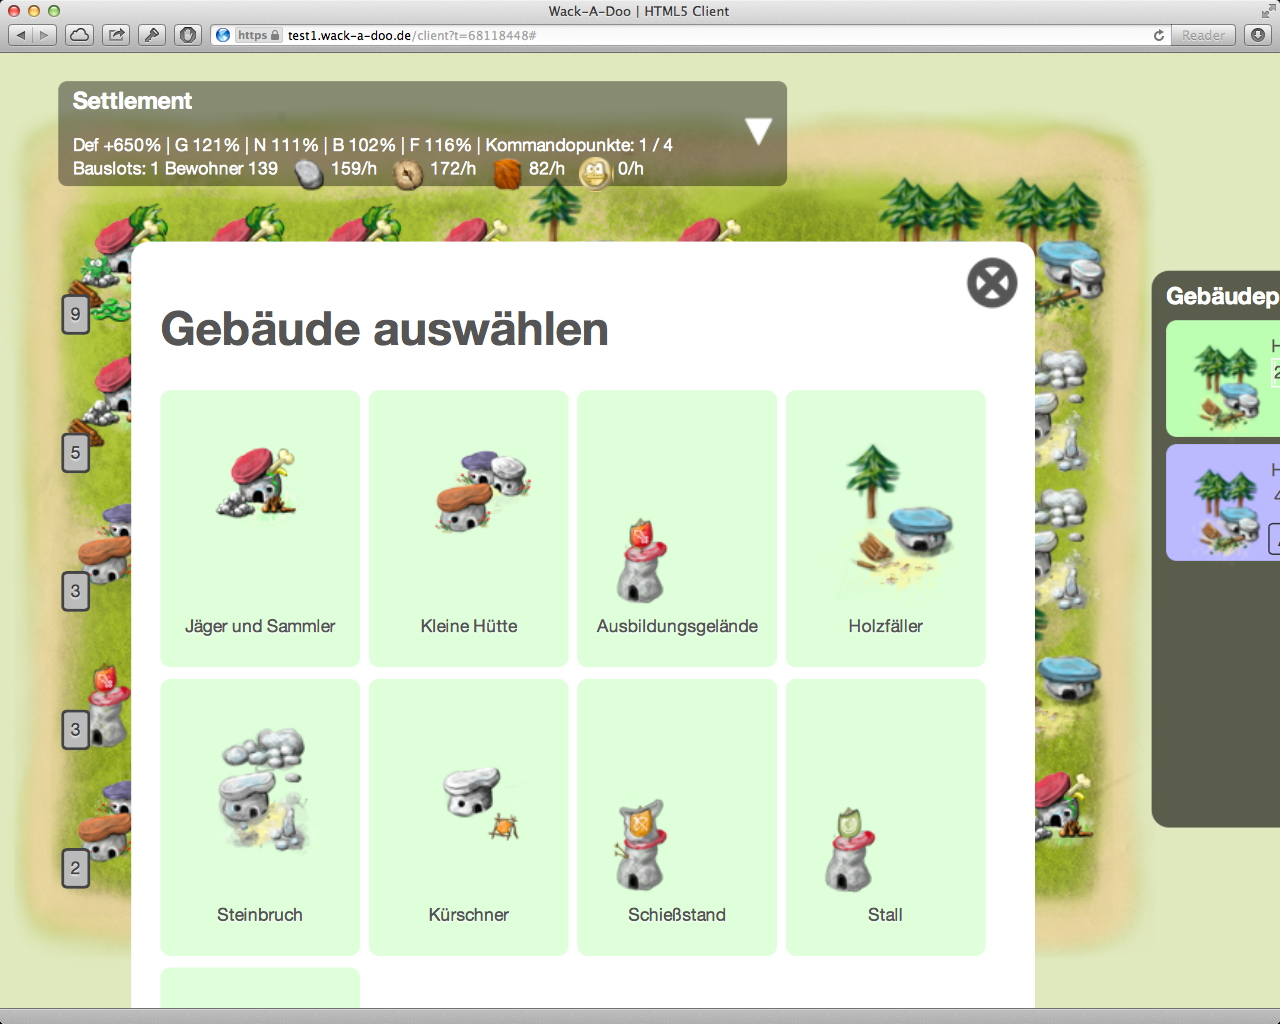 Wack-A-Doo | HTML5 Client
https test1.wack-a-doo.de/client?t=68118448#
Reader
Settlement
Def +650% | G 121% | N 111% | B 102% | F 116% | Kommandopunkte: 1 / 4
Bauslots: 1 Bewohner 139 159/h 172/h 82/h 0/h
Gebäude auswählen
Jäger und Sammler
Kleine Hütte
Ausbildungsgelände
Holzfäller
Steinbruch
Kürschner
Schießstand
Stall
9
5
3
3
2
Gebäudep
H
2
H